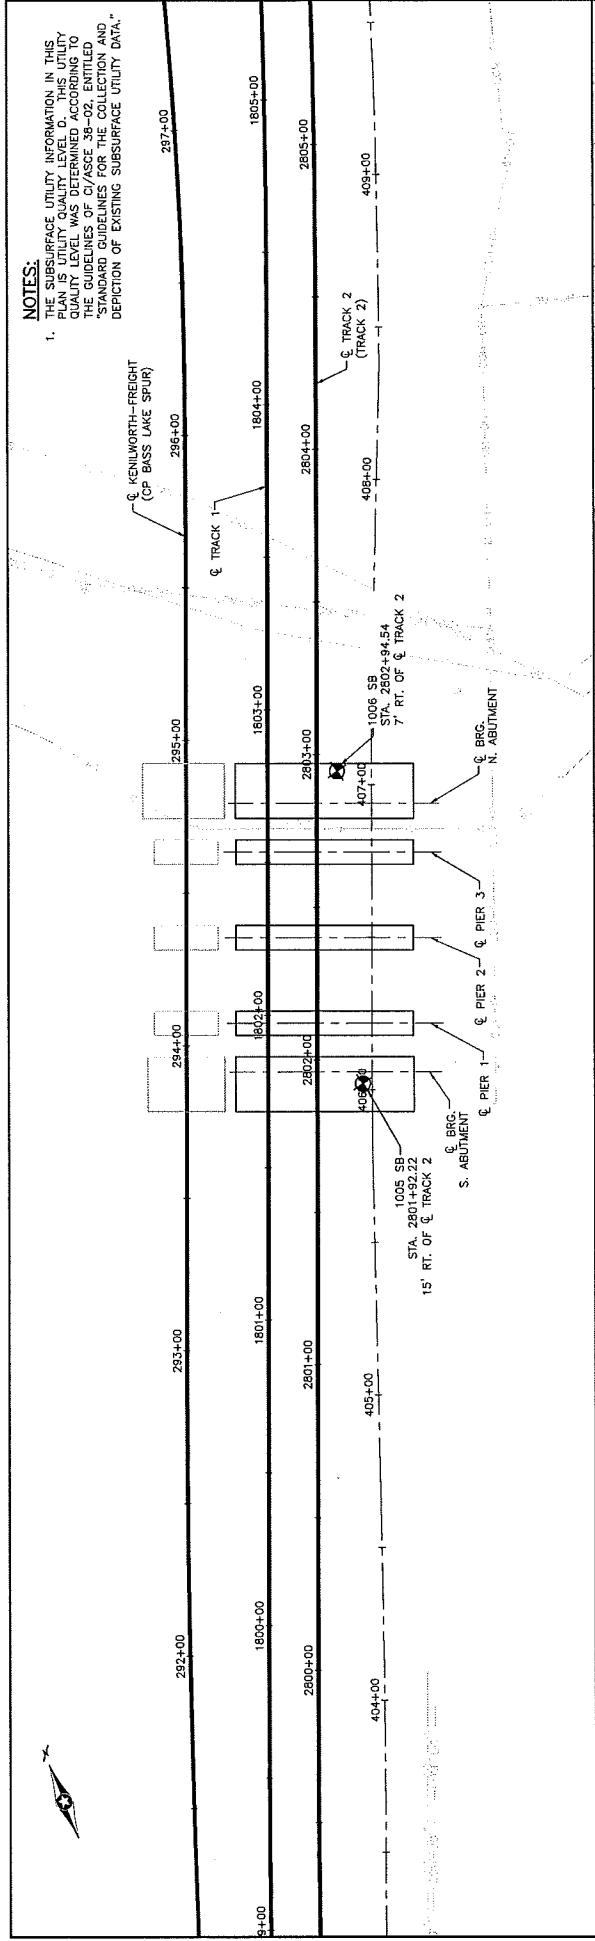 NOTES:
1. THE SUBSURFACE UTILITY INFORMATION IN THIS
PLAN IS UTILITY QUALITY LEVEL D. THIS UTILITY
QUALITY LEVEL WAS DETERMINED ACCORDING TO
THE GUIDELINES OF CI/ASCE 38-02, ENTITLED
"STANDARD GUIDELINES FOR THE COLLECTION AND
DEPICTION OF EXISTING SUBSURFACE UTILITY DATA."
℄ KENILWORTH-FREIGHT
(CP BASS LAKE SPUR)
292+00
293+00
294+00
295+00
296+00
297+00
℄ TRACK 1
9+00
1800+00
1801+00
1802+00
1803+00
1804+00
1805+00
2800+00
2801+00
2802+00
2803+00
2804+00
2805+00
℄ TRACK 2
(TRACK 2)
404+00
405+00
407+00
408+00
409+00
1005 SB
STA. 2801+92.22
15' RT. OF ℄ TRACK 2
1006 SB
STA. 2802+94.54
7' RT. OF ℄ TRACK 2
℄ BRG.
S. ABUTMENT
℄ PIER 1
℄ PIER 2
℄ PIER 3
℄ BRG.
N. ABUTMENT